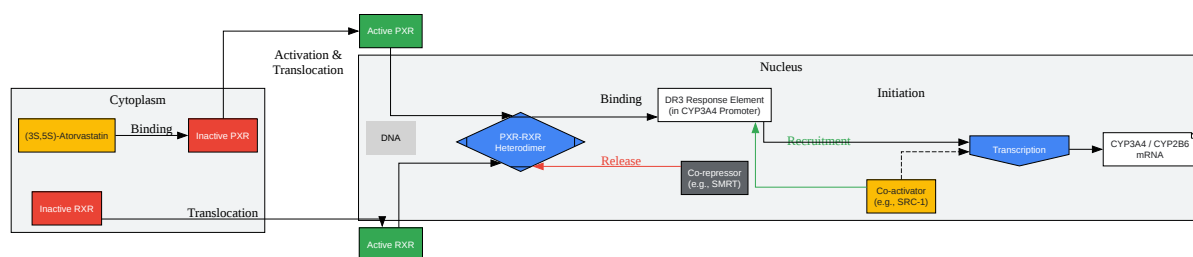 Active PXR
Activation &
Translocation
Nucleus
Cytoplasm
(3S,5S)-Atorvastatin
Binding
Inactive PXR
DNA
PXR-RXR
Heterodimer
Binding
DR3 Response Element
(in CYP3A4 Promoter)
Initiation
Recruitment
Transcription
CYP3A4 / CYP2B6
mRNA
Release
Co-repressor
(e.g., SMRT)
Co-activator
(e.g., SRC-1)
Inactive RXR
Translocation
Active RXR